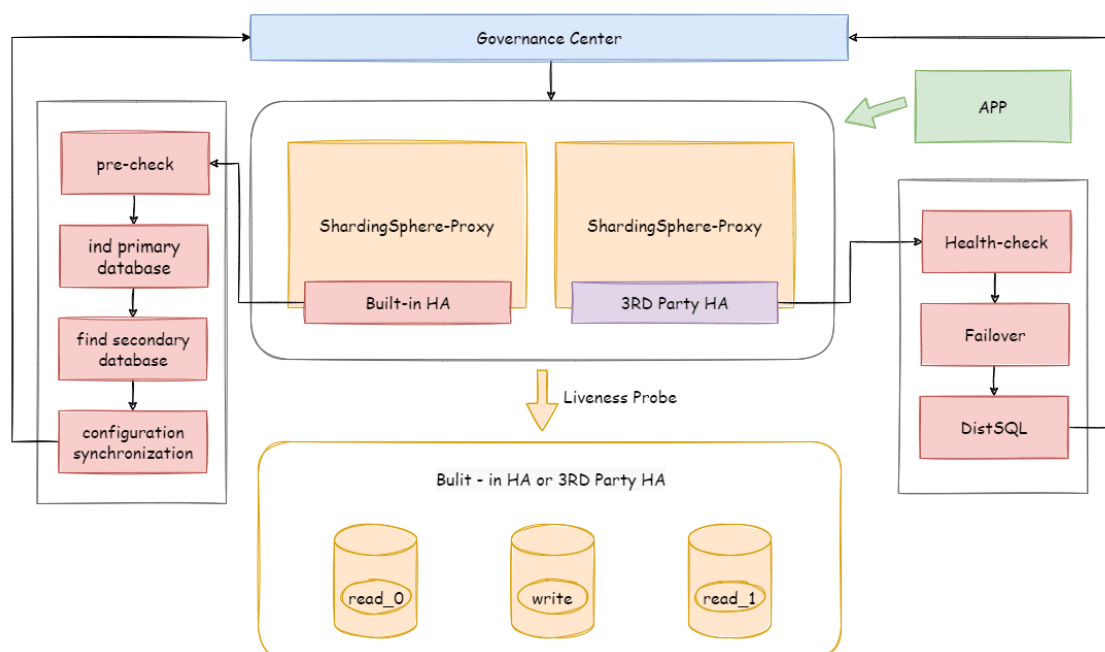 Governance Center
APP
pre-check
ind primary
database
find secondary
database
configuration
synchronization
ShardingSphere-Proxy
Built-in HA
ShardingSphere-Proxy
3RD Party HA
Health-check
Failover
DistSQL
Liveness Probe
Bulit - in HA or 3RD Party HA
read_0
write
read_1